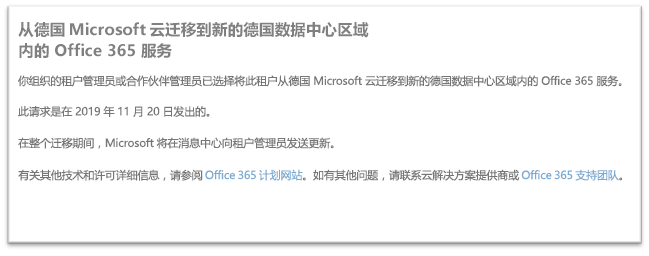 从德国 Microsoft 云迁移到新的德国数据中心区域
内的 Office 365 服务
你组织的租户管理员或合作伙伴管理员已选择将此租户从德国 Microsoft 云迁移到新的德国数据中心区域内的 Office 365 服务。
此请求是在 2019 年 11 月 20 日发出的。
在整个迁移期间，Microsoft 将在消息中心向租户管理员发送更新。
有关其他技术和许可详细信息，请参阅 Office 365 计划网站。如有其他问题，请联系云解决方案提供商或 Office 365 支持团队。